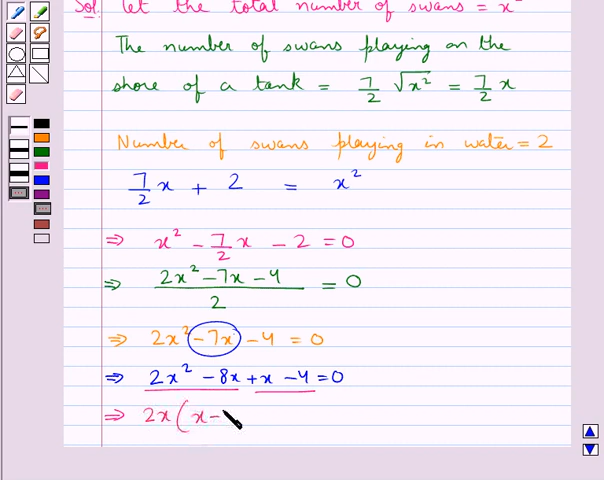 Sol. Let the total number of swans = x²
The number of swans playing on the
shore of a tank = 7/2 √x² = 7/2 x
Number of swans playing in water = 2
7/2 x + 2 = x²
⇒ x² - 7/2 x - 2 = 0
⇒ (2x² - 7x - 4)/2 = 0
⇒ 2x² - 7x - 4 = 0
⇒ 2x² - 8x + x - 4 = 0
⇒ 2x(x -